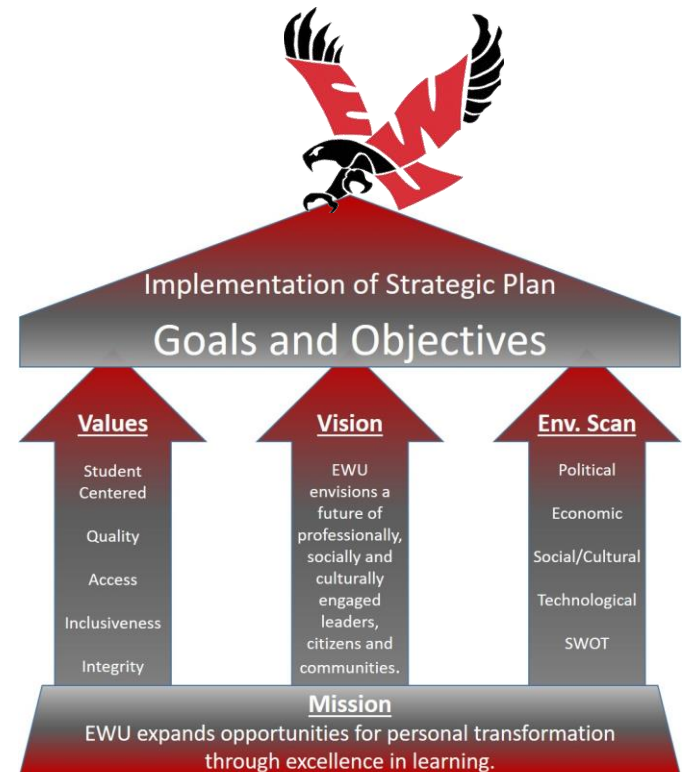 EWU
Implementation of Strategic Plan
Goals and Objectives
Values
Student
Centered
Quality
Access
Inclusiveness
Integrity
Vision
EWU
envisions a
future of
professionally,
socially and
culturally
engaged
leaders,
citizens and
communities.
Env. Scan
Political
Economic
Social/Cultural
Technological
SWOT
Mission
EWU expands opportunities for personal transformation
through excellence in learning.